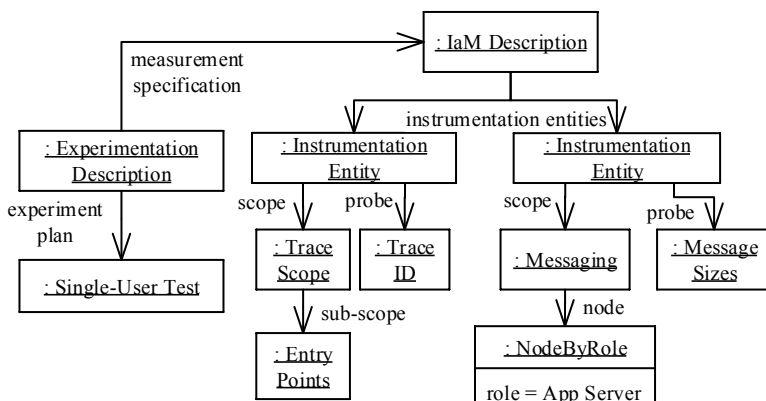 : IaM Description
measurement
specification
instrumentation entities
: Experimentation
Description
: Instrumentation
Entity
: Instrumentation
Entity
experiment
plan
scope
probe
scope
probe
: Single-User Test
: Trace
Scope
: Trace
ID
: Messaging
: Message
Sizes
sub-scope
node
: Entry
Points
: NodeByRole
role = App Server